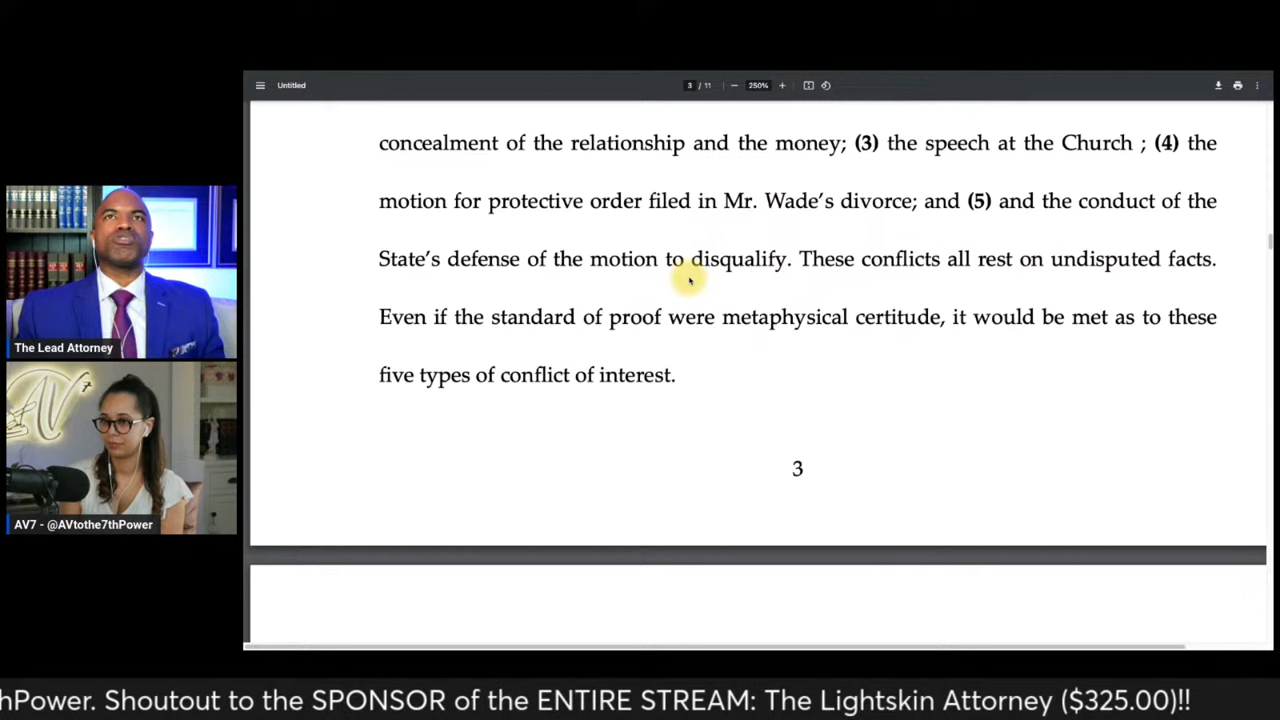 Untitled
3 / 11
250%
concealment of the relationship and the money; (3) the speech at the Church ; (4) the
motion for protective order filed in Mr. Wade's divorce; and (5) and the conduct of the
State's defense of the motion to disqualify. These conflicts all rest on undisputed facts.
Even if the standard of proof were metaphysical certitude, it would be met as to these
five types of conflict of interest.
3
The Lead Attorney
AV 7
AV7 - @AVtothe7thPower
hPower. Shoutout to the SPONSOR of the ENTIRE STREAM: The Lightskin Attorney ($325.00)!!